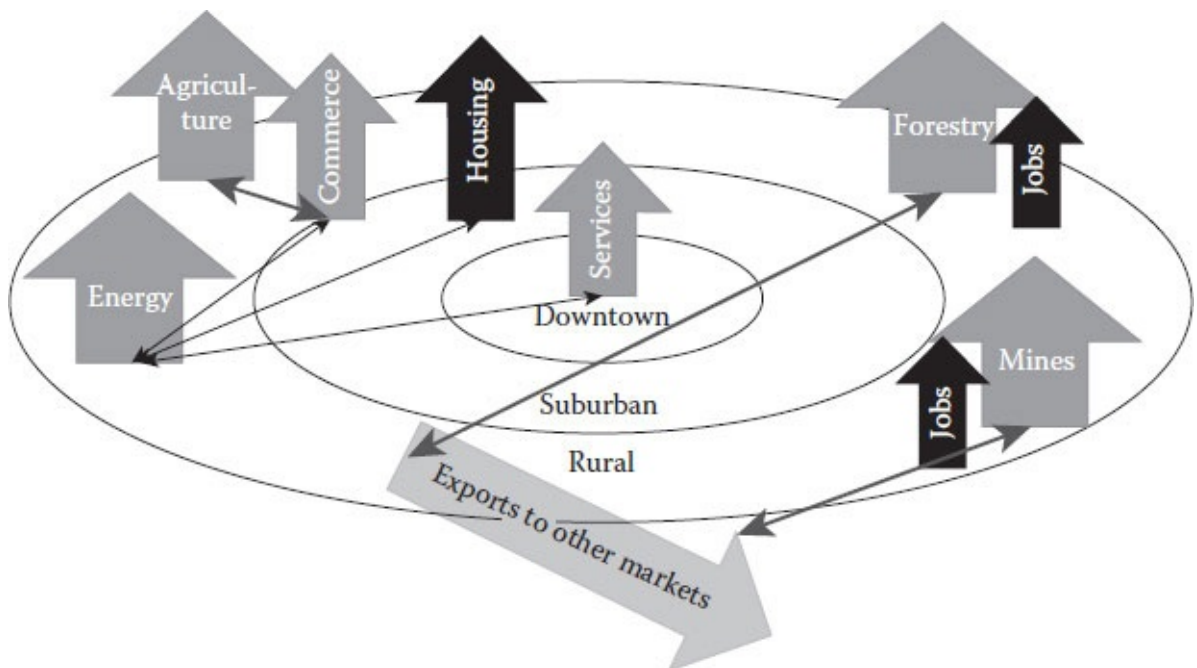 Agricul-
ture
Commerce
Housing
Services
Forestry
Jobs
Energy
Downtown
Mines
Jobs
Suburban
Rural
Exports to other markets